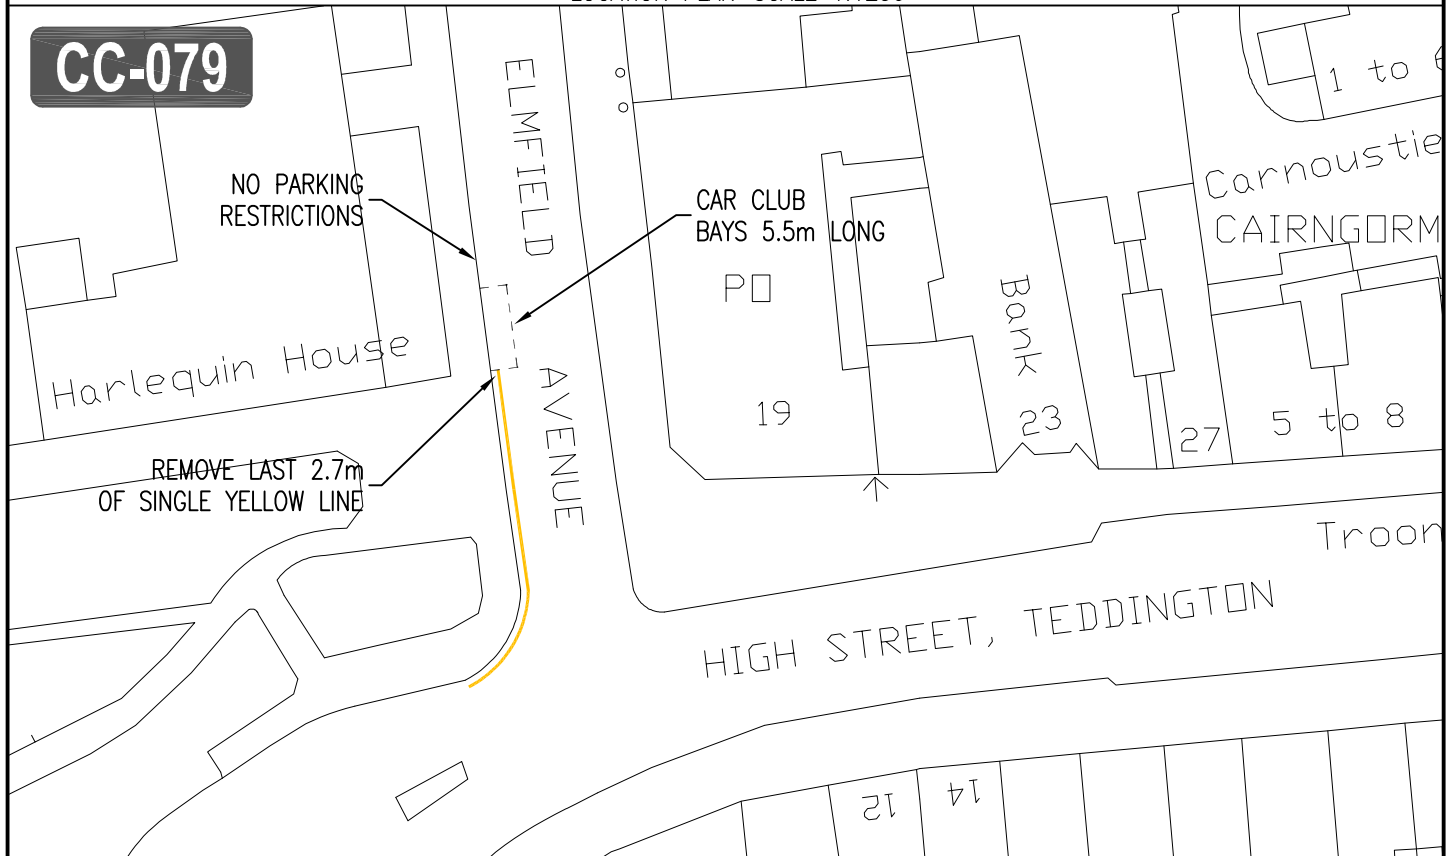 CC-079
ELMFIELD
AVENUE
NO PARKING
RESTRICTIONS
CAR CLUB
BAYS 5.5m LONG
REMOVE LAST 2.7m
OF SINGLE YELLOW LINE
Harlequin House
PO
19
Bank
23
27
5 to 8
1 to
Carnoustie
CAIRNGORM
Troon
HIGH STREET, TEDDINGTON
12
14